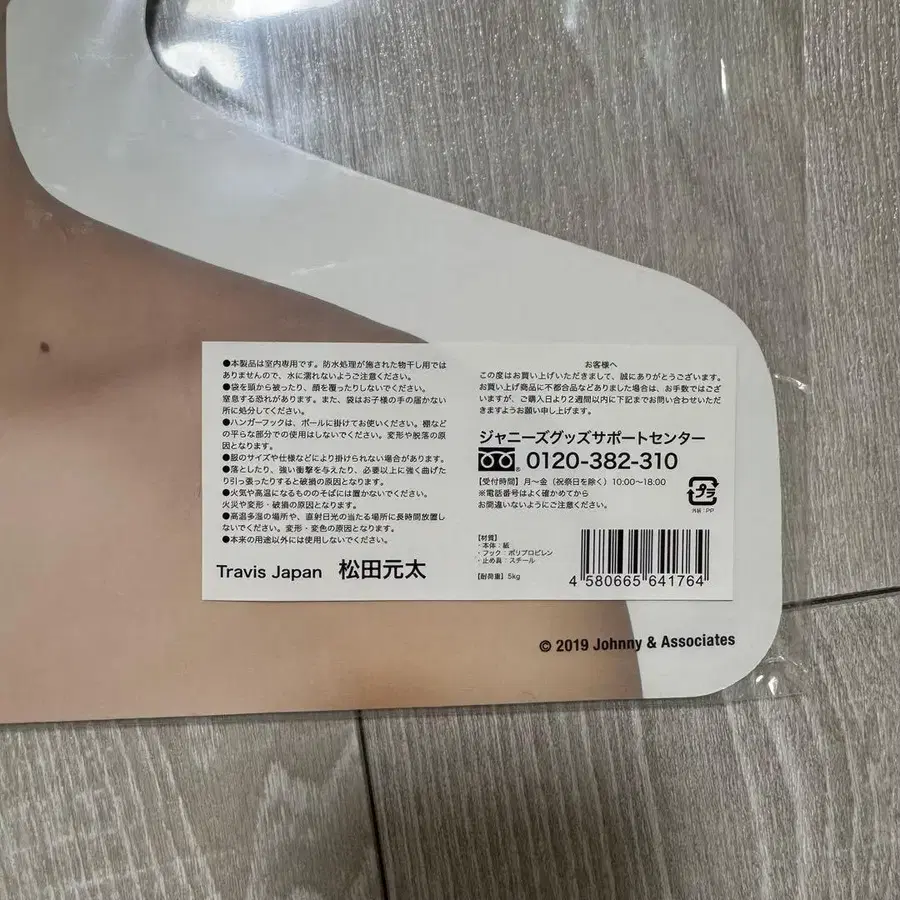 ●本製品は室内専用です。防水処理が施された物干し用では
ありませんので、水に濡れないようご注意ください。
●袋を頭から被ったり、顔を覆ったりしないでください。
窒息する恐れがあります。また、袋はお子様の手の届かない
所に処分してください。
●ハンガーフックは、ポールに掛けてお使いください。棚など
の平らな部分での使用はしないでください。変形や脱落の原
因となります。
●服のサイズや仕様などにより掛けられない場合があります。
●落としたり、強い衝撃を与えたり、必要以上に強く曲げた
り引っ張ったりすると破損の原因となります。
●火気や高温になるもののそばには置かないでください。
火災や変形・破損の原因となります。
●高温多湿の場所や、直射日光の当たる場所に長時間放置し
ないでください。変形・変色の原因となります。
●本来の用途以外には使用しないでください。
Travis Japan 松田元太
お客様へ
この度はお買い上げいただきまして、誠にありがとうございます。
お買い上げ商品に不都合品などありました場合は、お手数ではござ
いますが、ご購入日より2週間以内に下記までお問い合わせいただ
きますようお願い申し上げます。
ジャニーズグッズサポートセンター
0120-382-310
【受付時間】月〜金（祝祭日を除く）10:00〜18:00
※電話番号はよく確かめてから
お間違いないようにご注意ください。
プラ
外紙：PP
【材質】
・本体：紙
・フック：ポリプロピレン
・止め具：スチール
【耐荷重】5kg
4 580665 641764
© 2019 Johnny & Associates